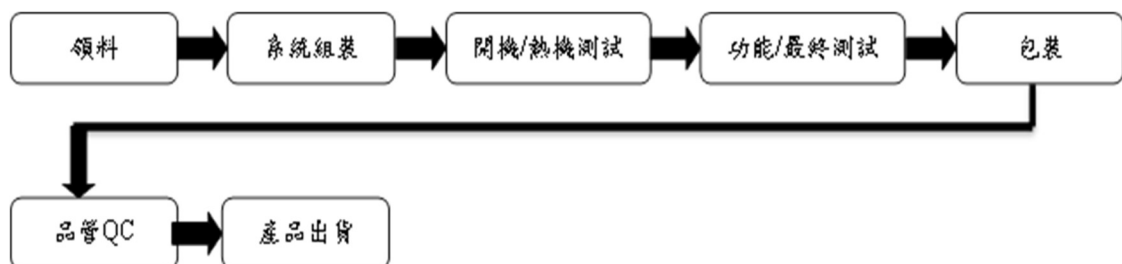 領料
系統組裝
開機/熱機測試
功能/最終測試
包裝
品管QC
產品出貨